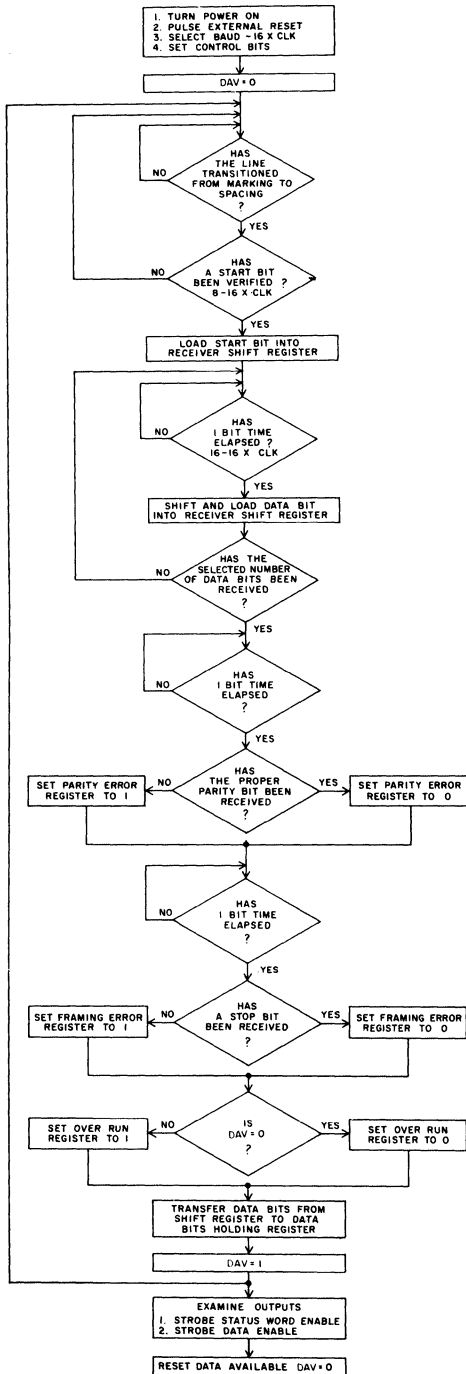 1. TURN POWER ON
2. PULSE EXTERNAL RESET
3. SELECT BAUD -16 X CLK
4. SET CONTROL BITS
DAV = 0
HAS
THE LINE
TRANSITIONED
FROM MARKING TO
SPACING
?
NO
YES
HAS
A START BIT
BEEN VERIFIED ?
8-16 X CLK
NO
YES
LOAD START BIT INTO
RECEIVER SHIFT REGISTER
HAS
1 BIT TIME
ELAPSED ?
16-16 X CLK
NO
YES
SHIFT AND LOAD DATA BIT
INTO RECEIVER SHIFT REGISTER
HAS THE
SELECTED NUMBER
OF DATA BITS BEEN
RECEIVED
?
NO
YES
HAS
1 BIT TIME
ELAPSED
?
NO
YES
HAS
THE PROPER
PARITY BIT BEEN
RECEIVED
?
NO
YES
SET PARITY ERROR
REGISTER TO 1
SET PARITY ERROR
REGISTER TO 0
HAS
1 BIT TIME
ELAPSED
?
NO
YES
HAS
A STOP BIT
BEEN RECEIVED
?
NO
YES
SET FRAMING ERROR
REGISTER TO 1
SET FRAMING ERROR
REGISTER TO 0
IS
DAV = 0
?
NO
YES
SET OVER RUN
REGISTER TO 1
SET OVER RUN
REGISTER TO 0
TRANSFER DATA BITS FROM
SHIFT REGISTER TO DATA
BITS HOLDING REGISTER
DAV = 1
EXAMINE OUTPUTS
1. STROBE STATUS WORD ENABLE
2. STROBE DATA ENABLE
RESET DATA AVAILABLE DAV=0